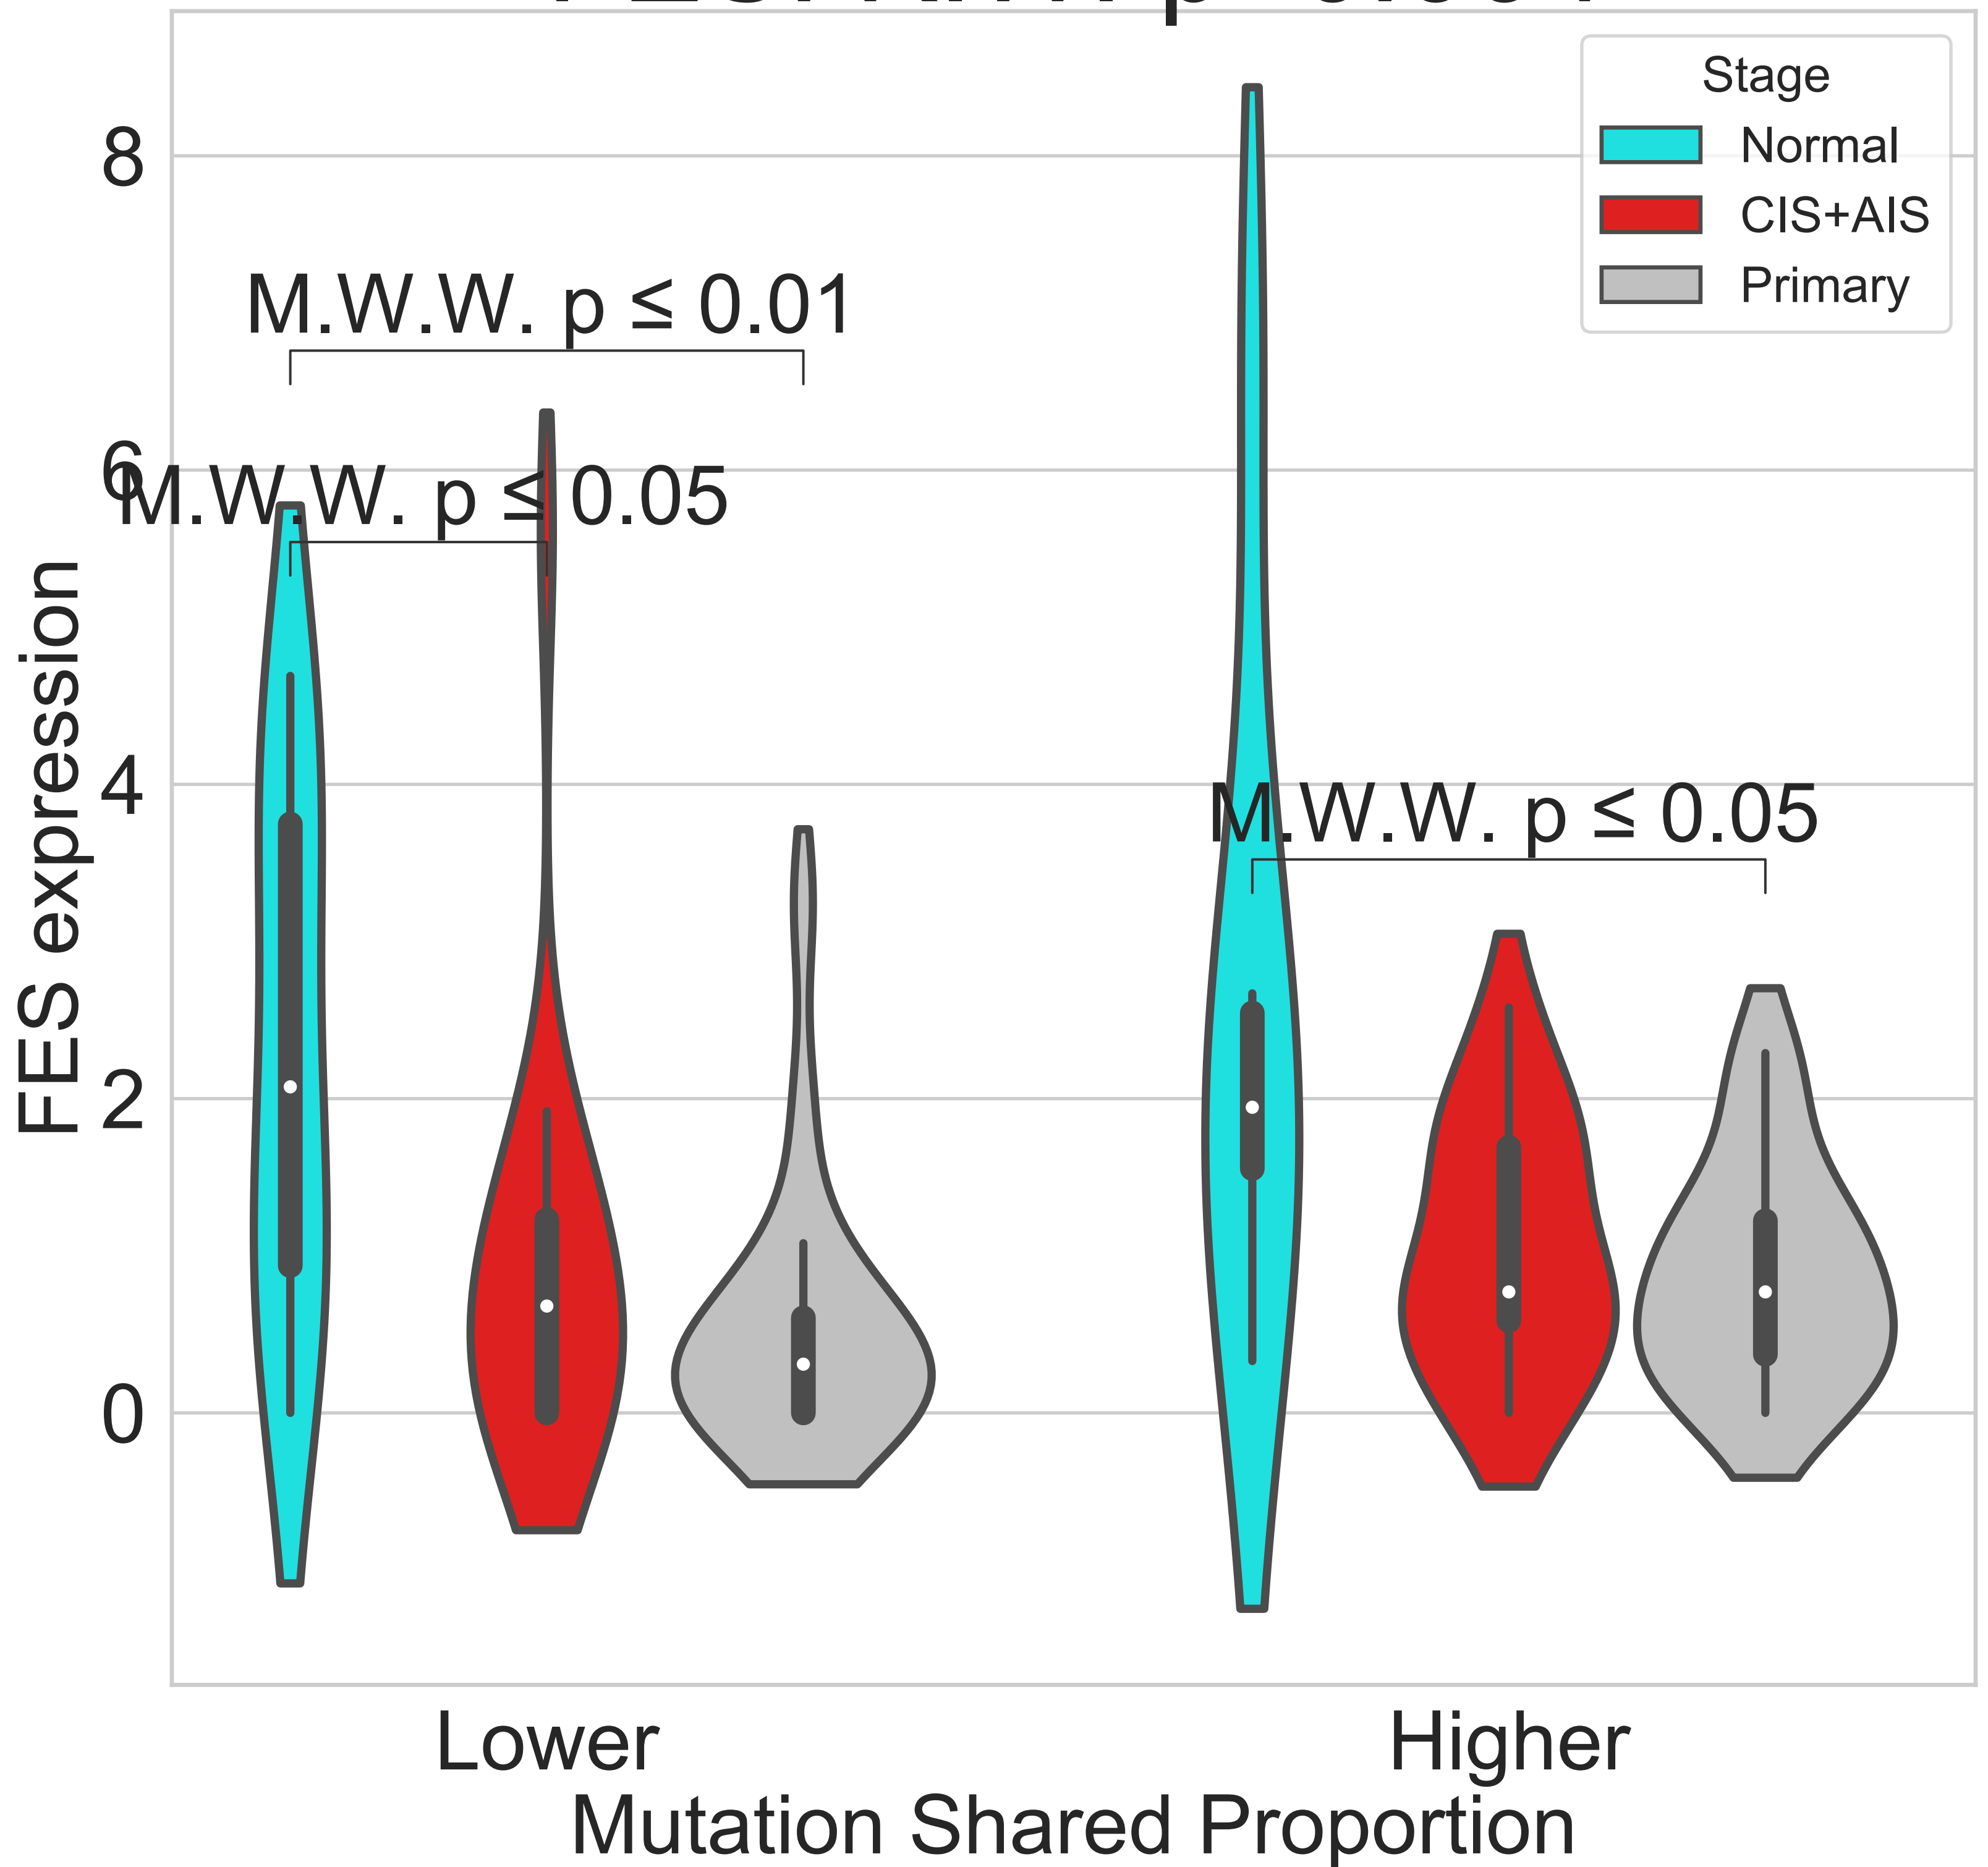 Stage
Normal
CIS+AIS
Primary
M.W.W. p ≤ 0.01
M.W.W. p ≤ 0.05
M.W.W. p ≤ 0.05
8
6
4
2
0
FES expression
Lower
Higher
Mutation Shared Proportion